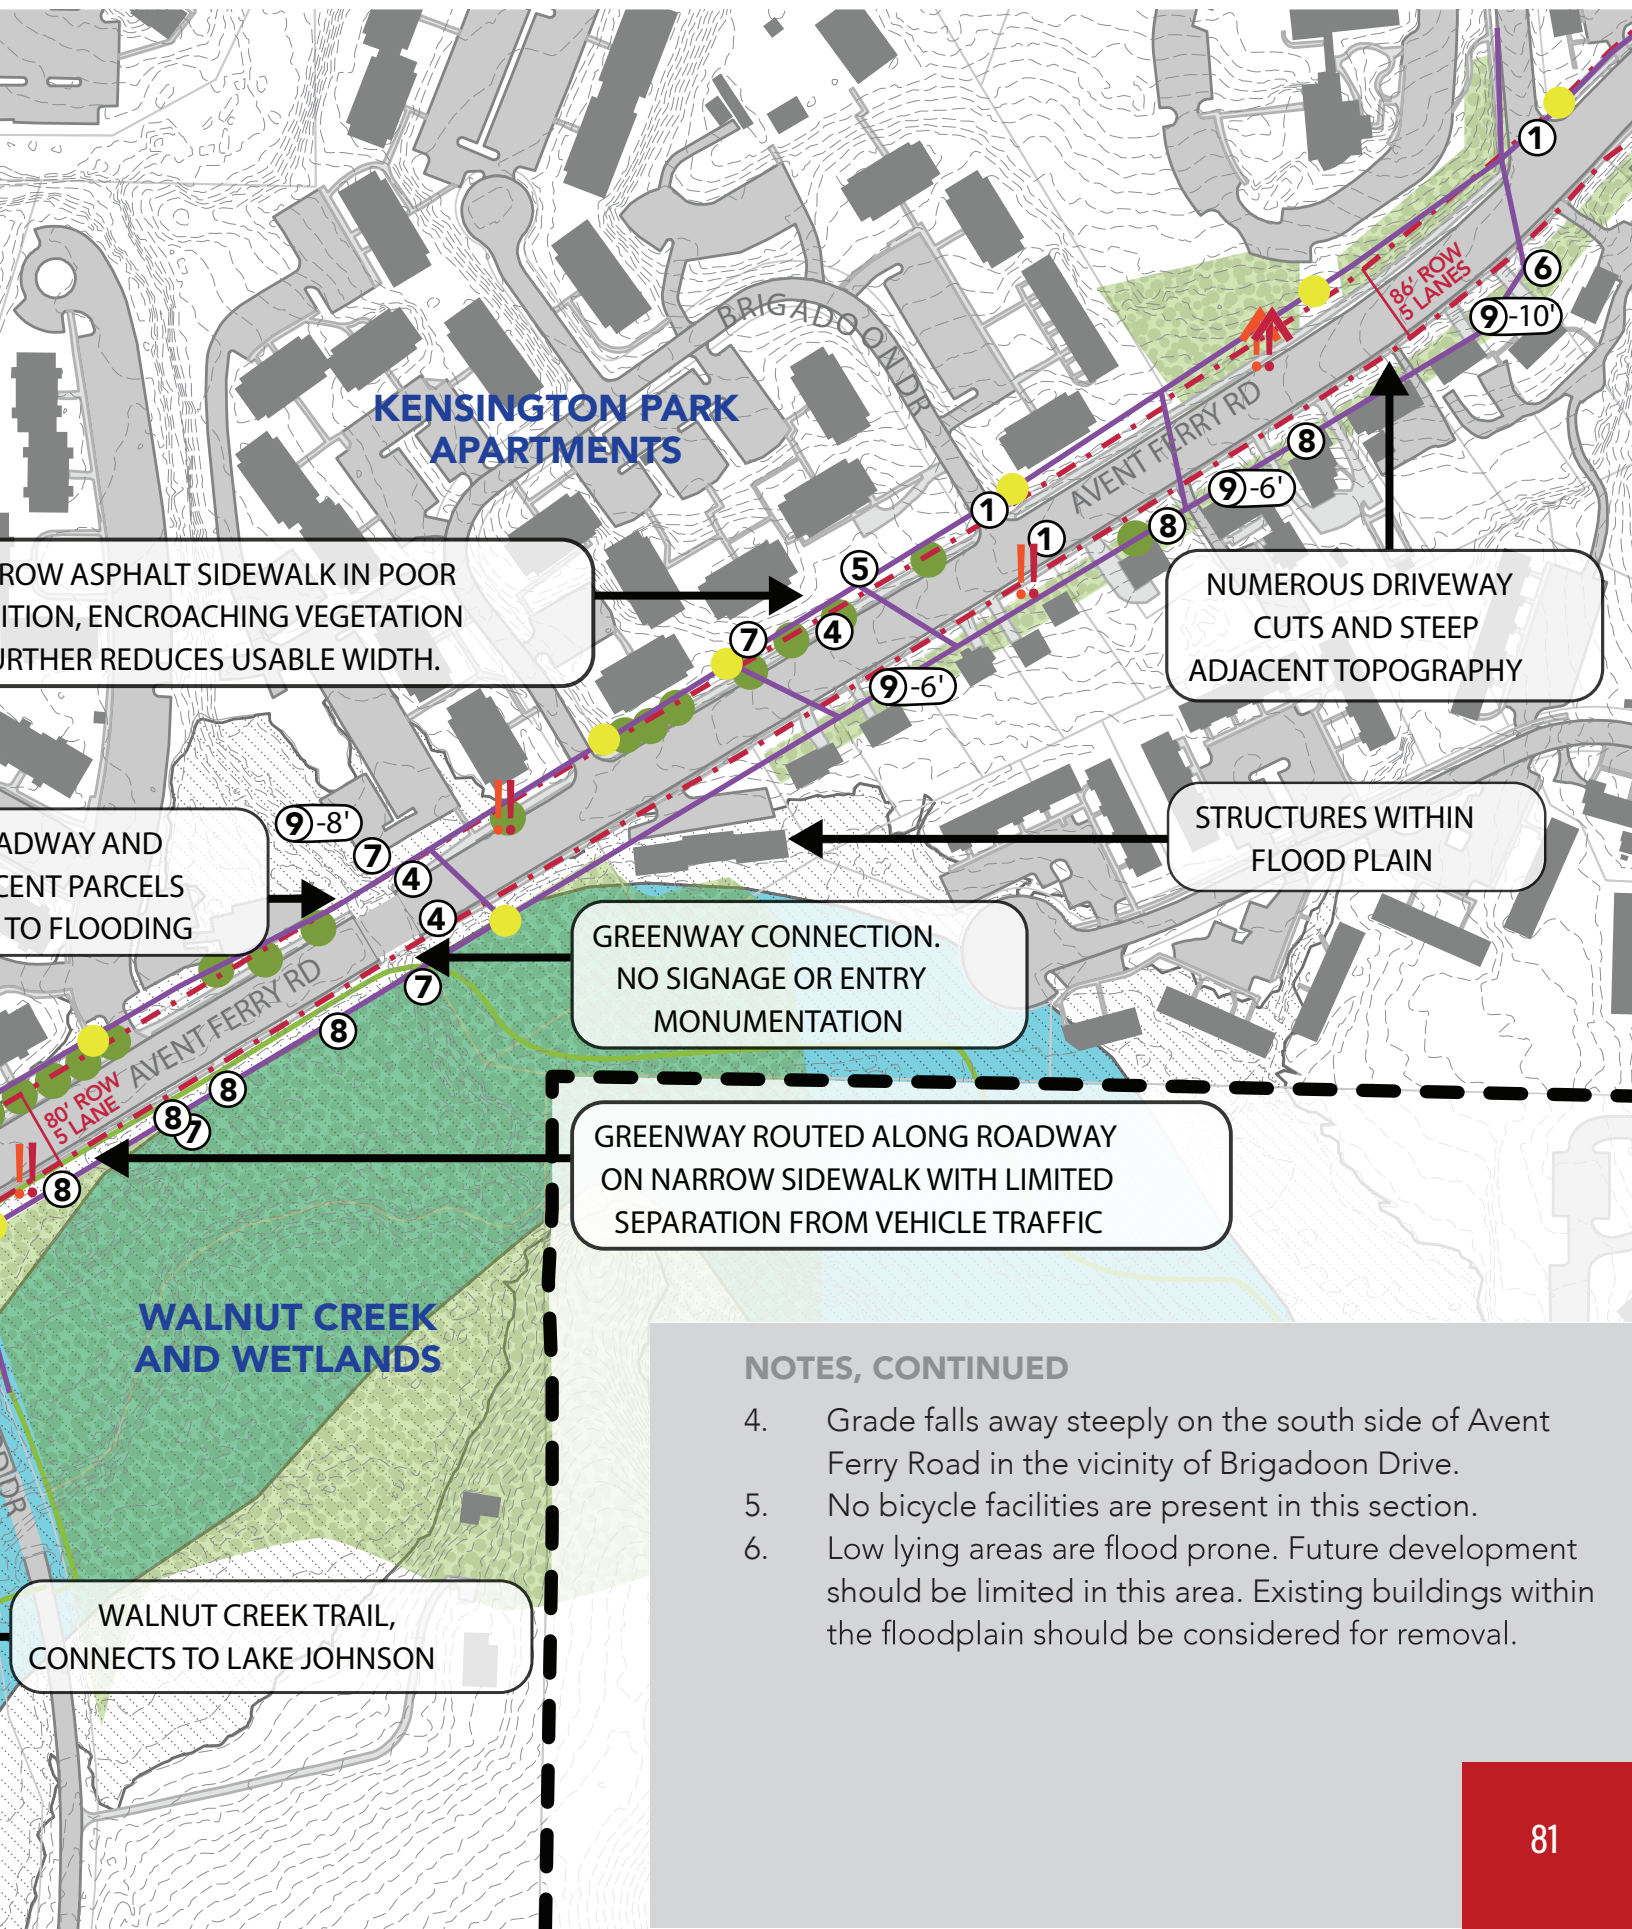 1
6
9-10'
86' ROW
5 LANES
BRIGADOON DR
KENSINGTON PARK
APARTMENTS
AVENT FERRY RD
8
9-6'
8
1
1
5
4
7
9-6'
ROW ASPHALT SIDEWALK IN POOR
ITION, ENCROACHING VEGETATION
URTHER REDUCES USABLE WIDTH.
NUMEROUS DRIVEWAY
CUTS AND STEEP
ADJACENT TOPOGRAPHY
STRUCTURES WITHIN
FLOOD PLAIN
9-8'
7
4
4
7
ADWAY AND
CENT PARCELS
TO FLOODING
GREENWAY CONNECTION.
NO SIGNAGE OR ENTRY
MONUMENTATION
AVENT FERRY RD
8
8
8
7
8
80' ROW
5 LANE
GREENWAY ROUTED ALONG ROADWAY
ON NARROW SIDEWALK WITH LIMITED
SEPARATION FROM VEHICLE TRAFFIC
WALNUT CREEK
AND WETLANDS
WALNUT CREEK TRAIL,
CONNECTS TO LAKE JOHNSON
NOTES, CONTINUED
4. Grade falls away steeply on the south side of Avent
Ferry Road in the vicinity of Brigadoon Drive.
5. No bicycle facilities are present in this section.
6. Low lying areas are flood prone. Future development
should be limited in this area. Existing buildings within
the floodplain should be considered for removal.
81